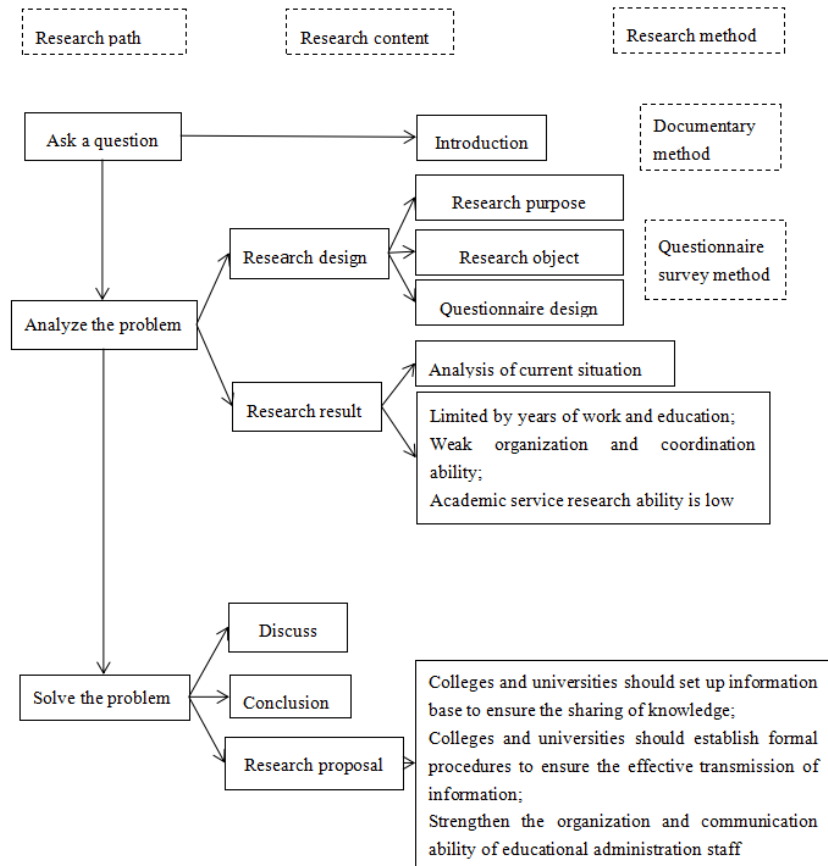 Research path
Research content
Research method
Ask a question
Introduction
Documentary
method
Research purpose
Research design
Research object
Questionnaire
survey method
Questionnaire design
Analyze the problem
Analysis of current situation
Research result
Limited by years of work and education;
Weak organization and coordination
ability;
Academic service research ability is low
Discuss
Solve the problem
Conclusion
Research proposal
Colleges and universities should set up information
base to ensure the sharing of knowledge;
Colleges and universities should establish formal
procedures to ensure the effective transmission of
information;
Strengthen the organization and communication
ability of educational administration staff